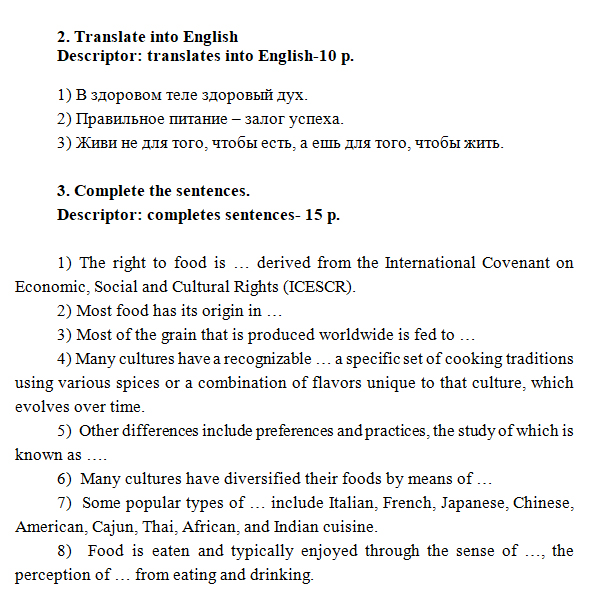 2. Translate into English
Descriptor: translates into English-10 p.
1) В здоровом теле здоровый дух.
2) Правильное питание – залог успеха.
3) Живи не для того, чтобы есть, а ешь для того, чтобы жить.
3. Complete the sentences.
Descriptor: completes sentences- 15 p.
1) The right to food is … derived from the International Covenant on
Economic, Social and Cultural Rights (ICESCR).
2) Most food has its origin in …
3) Most of the grain that is produced worldwide is fed to …
4) Many cultures have a recognizable … a specific set of cooking traditions
using various spices or a combination of flavors unique to that culture, which
evolves over time.
5) Other differences include preferences and practices, the study of which is
known as ….
6) Many cultures have diversified their foods by means of …
7) Some popular types of … include Italian, French, Japanese, Chinese,
American, Cajun, Thai, African, and Indian cuisine.
8) Food is eaten and typically enjoyed through the sense of …, the
perception of … from eating and drinking.